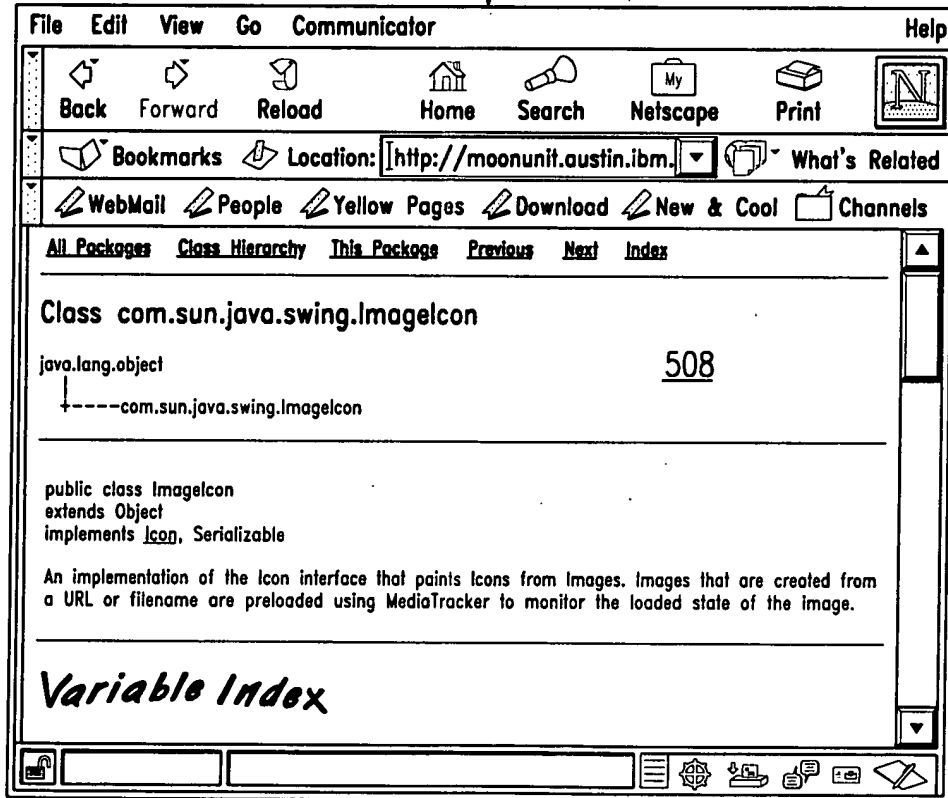 File Edit View Go Communicator Help
Back Forward Reload Home Search My Netscape Print N
Bookmarks Location: http://moonunit.austin.ibm. What's Related
WebMail People Yellow Pages Download New & Cool Channels
All Packages Class Hierarchy This Package Previous Next Index
Class com.sun.java.swing.ImageIcon
java.lang.object
508
+-----com.sun.java.swing.ImageIcon
public class ImageIcon
extends Object
implements Icon, Serializable
An implementation of the Icon interface that paints Icons from Images. Images that are created from
a URL or filename are preloaded using MediaTracker to monitor the loaded state of the image.
Variable Index